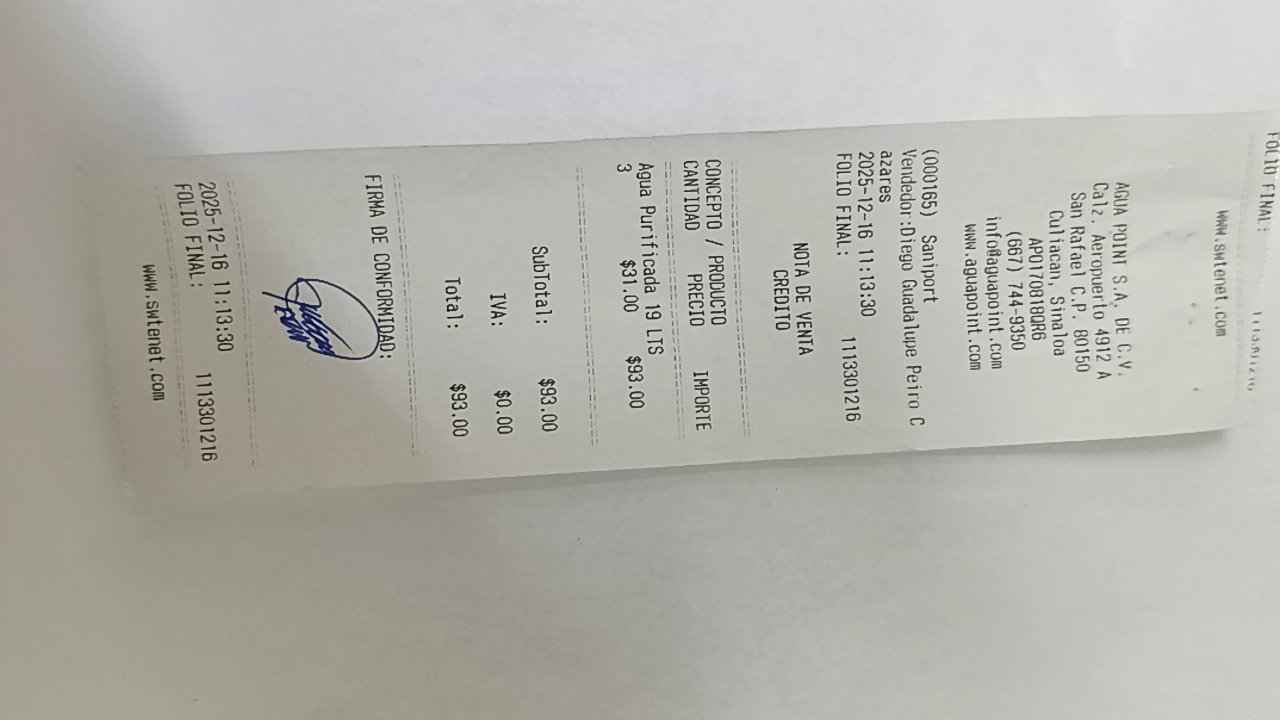 FOLIO FINAL:
www.swtenet.com
AGUA POINT S.A. DE C.V.
Calz. Aeropuerto 4912 A
San Rafael C.P. 80150
Culiacan, Sinaloa
APO170818QR6
(667) 744-9350
info@aguapoint.com
www.aguapoint.com
(000165) Saniport
Vendedor:Diego Guadalupe Peiro C
azares
2025-12-16 11:13:30
FOLIO FINAL: 1113301216
NOTA DE VENTA
CREDITO
CONCEPTO / PRODUCTO
CANTIDAD PRECIO IMPORTE
Agua Purificada 19 LTS
3 $31.00 $93.00
SubTotal: $93.00
IVA: $0.00
Total: $93.00
FIRMA DE CONFORMIDAD:
2025-12-16 11:13:30
FOLIO FINAL: 1113301216
www.swtenet.com